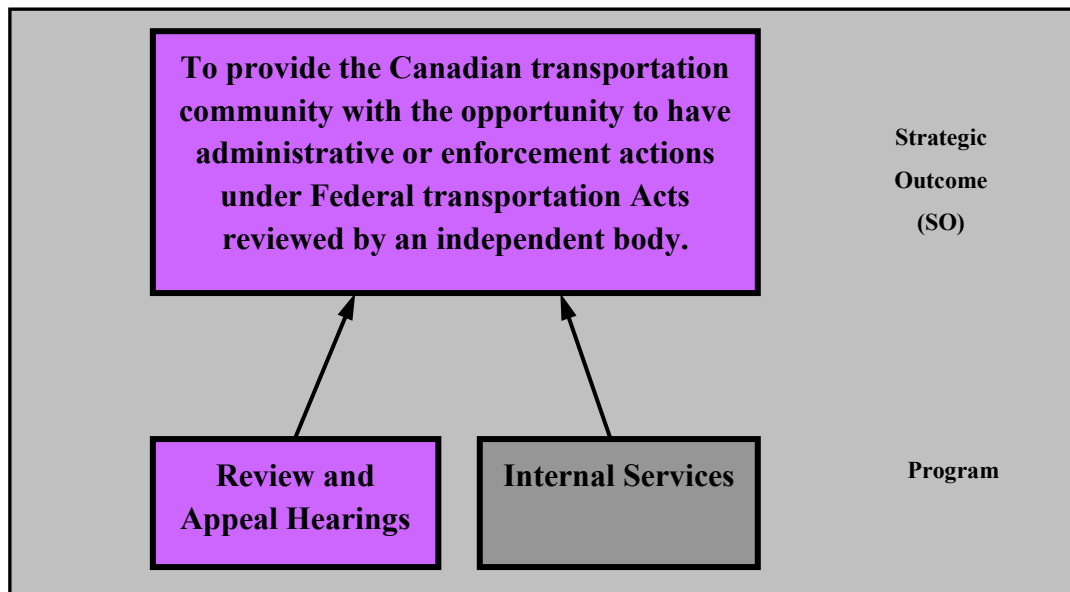 To provide the Canadian transportation
community with the opportunity to have
administrative or enforcement actions
under Federal transportation Acts
reviewed by an independent body.
Strategic
Outcome
(SO)
Review and
Appeal Hearings
Internal Services
Program